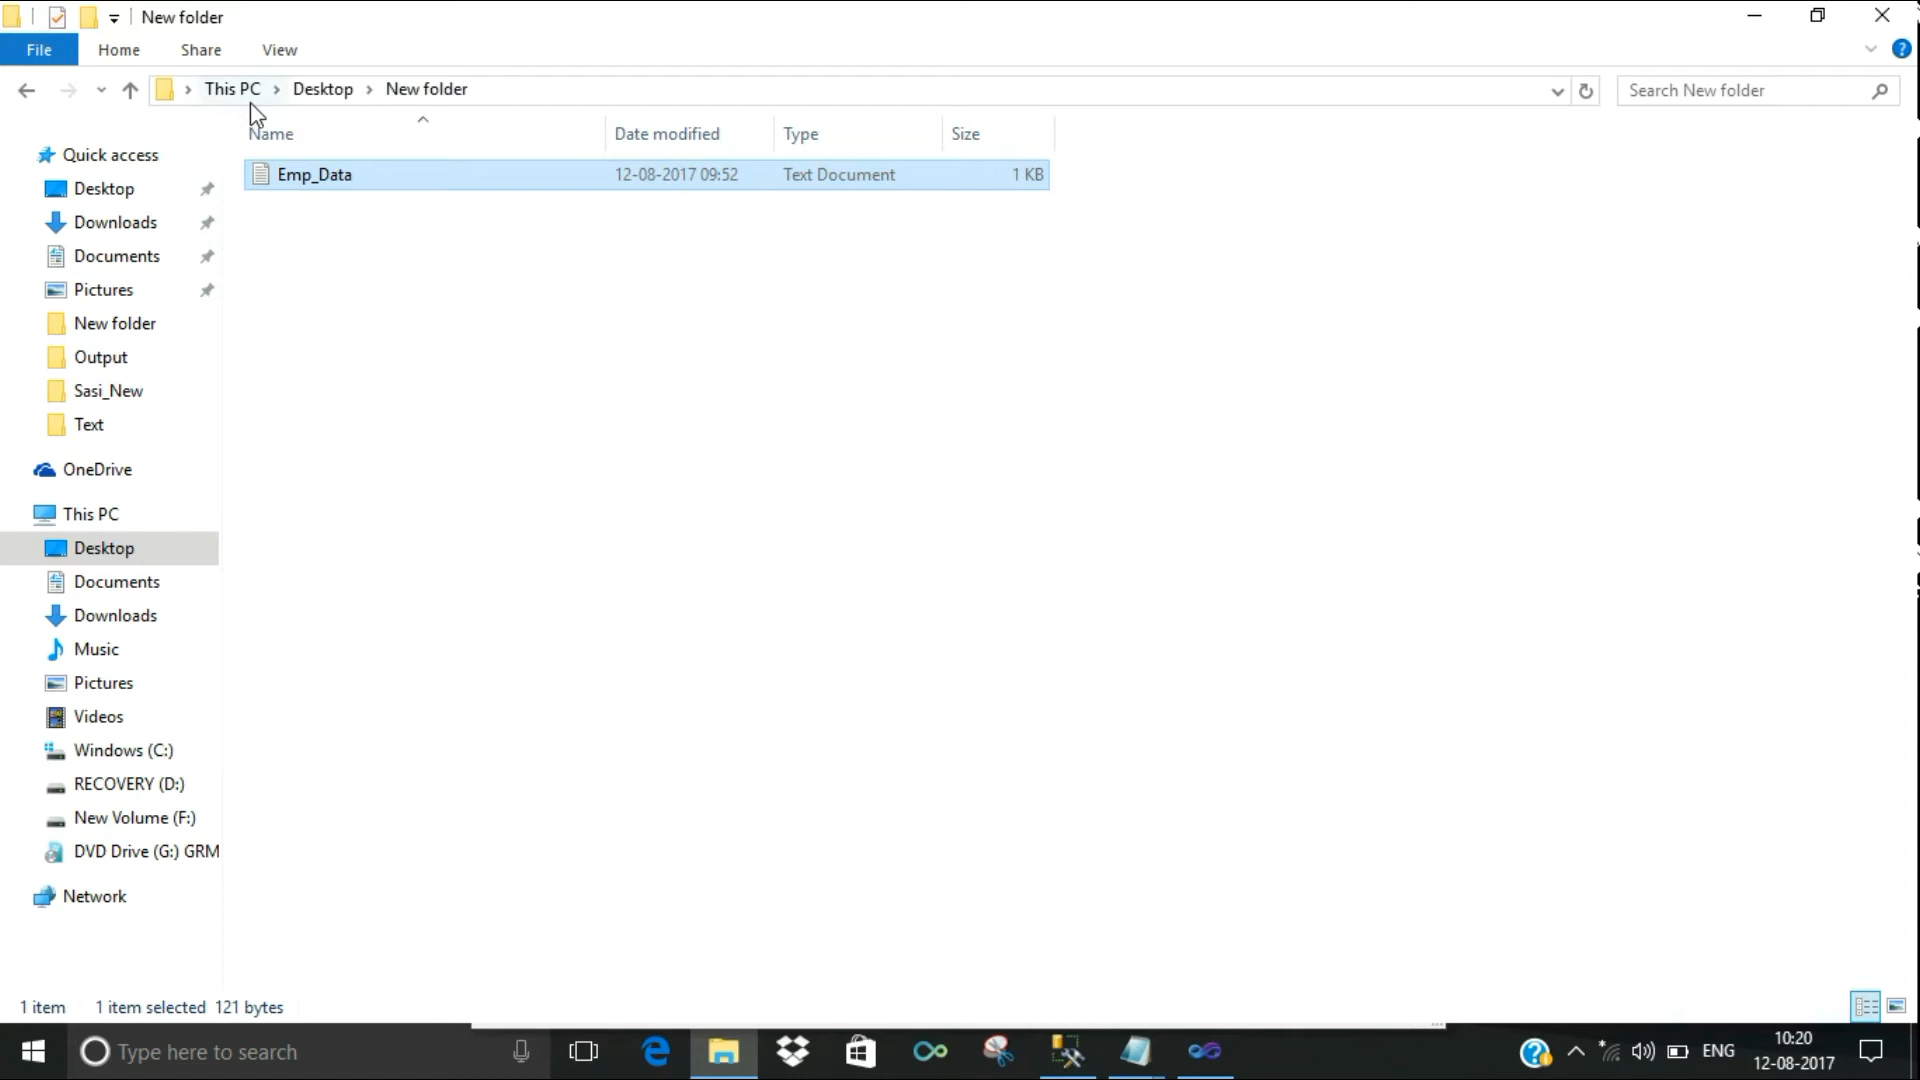 New folder
File Home Share View
This PC Desktop New folder
Search New folder
Name Date modified Type Size
Emp_Data 12-08-2017 09:52 Text Document 1 KB
Quick access
Desktop
Downloads
Documents
Pictures
New folder
Output
Sasi_New
Text
OneDrive
This PC
Desktop
Documents
Downloads
Music
Pictures
Videos
Windows (C:)
RECOVERY (D:)
New Volume (F:)
DVD Drive (G:) GRM
Network
1 item 1 item selected 121 bytes
Type here to search
ENG
10:20
12-08-2017